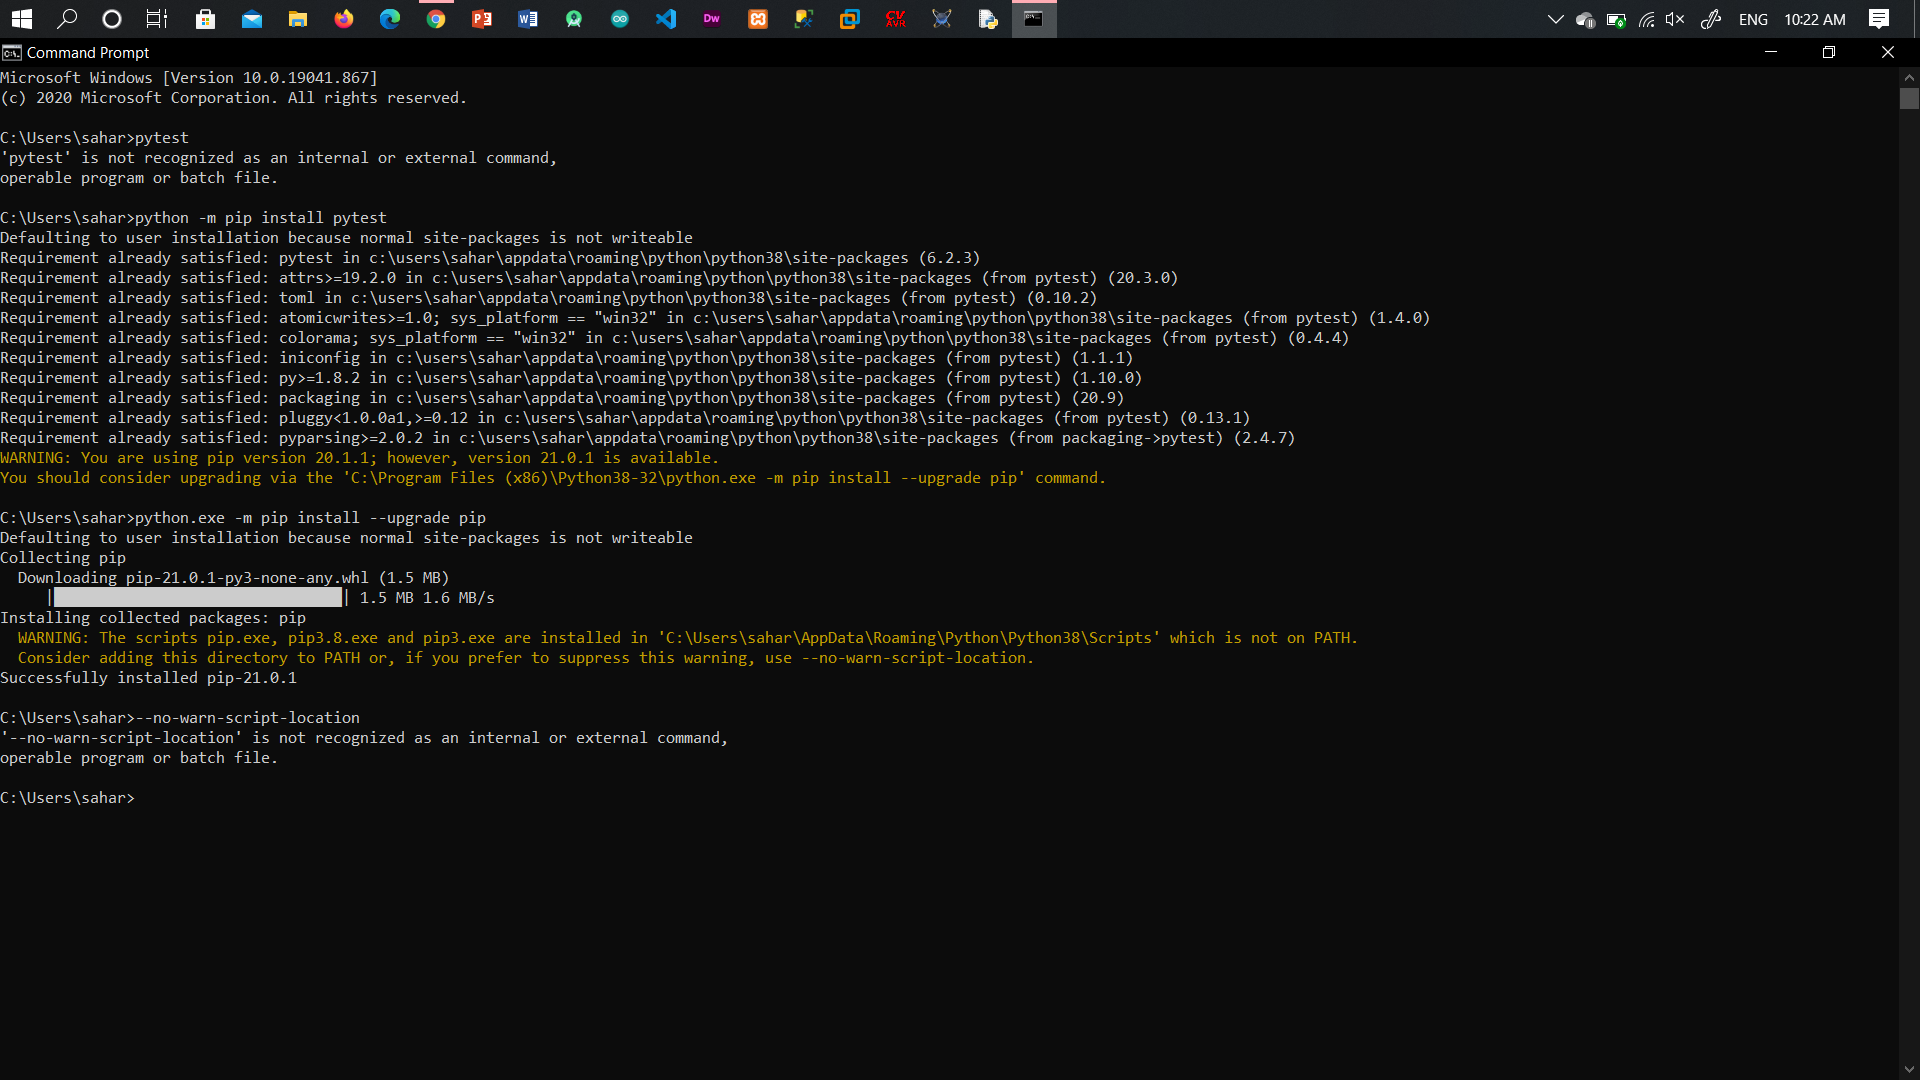 ENG 10:22 AM
Command Prompt
Microsoft Windows [Version 10.0.19041.867]
(c) 2020 Microsoft Corporation. All rights reserved.
C:\Users\sahar>pytest
'pytest' is not recognized as an internal or external command,
operable program or batch file.
C:\Users\sahar>python -m pip install pytest
Defaulting to user installation because normal site-packages is not writeable
Requirement already satisfied: pytest in c:\users\sahar\appdata\roaming\python\python38\site-packages (6.2.3)
Requirement already satisfied: attrs>=19.2.0 in c:\users\sahar\appdata\roaming\python\python38\site-packages (from pytest) (20.3.0)
Requirement already satisfied: toml in c:\users\sahar\appdata\roaming\python\python38\site-packages (from pytest) (0.10.2)
Requirement already satisfied: atomicwrites>=1.0; sys_platform == "win32" in c:\users\sahar\appdata\roaming\python\python38\site-packages (from pytest) (1.4.0)
Requirement already satisfied: colorama; sys_platform == "win32" in c:\users\sahar\appdata\roaming\python\python38\site-packages (from pytest) (0.4.4)
Requirement already satisfied: iniconfig in c:\users\sahar\appdata\roaming\python\python38\site-packages (from pytest) (1.1.1)
Requirement already satisfied: py>=1.8.2 in c:\users\sahar\appdata\roaming\python\python38\site-packages (from pytest) (1.10.0)
Requirement already satisfied: packaging in c:\users\sahar\appdata\roaming\python\python38\site-packages (from pytest) (20.9)
Requirement already satisfied: pluggy<1.0.0a1,>=0.12 in c:\users\sahar\appdata\roaming\python\python38\site-packages (from pytest) (0.13.1)
Requirement already satisfied: pyparsing>=2.0.2 in c:\users\sahar\appdata\roaming\python\python38\site-packages (from packaging->pytest) (2.4.7)
WARNING: You are using pip version 20.1.1; however, version 21.0.1 is available.
You should consider upgrading via the 'C:\Program Files (x86)\Python38-32\python.exe -m pip install --upgrade pip' command.
C:\Users\sahar>python.exe -m pip install --upgrade pip
Defaulting to user installation because normal site-packages is not writeable
Collecting pip
Downloading pip-21.0.1-py3-none-any.whl (1.5 MB)
|████████████████████████████████| 1.5 MB 1.6 MB/s
Installing collected packages: pip
WARNING: The scripts pip.exe, pip3.8.exe and pip3.exe are installed in 'C:\Users\sahar\AppData\Roaming\Python\Python38\Scripts' which is not on PATH.
Consider adding this directory to PATH or, if you prefer to suppress this warning, use --no-warn-script-location.
Successfully installed pip-21.0.1
C:\Users\sahar>--no-warn-script-location
'--no-warn-script-location' is not recognized as an internal or external command,
operable program or batch file.
C:\Users\sahar>